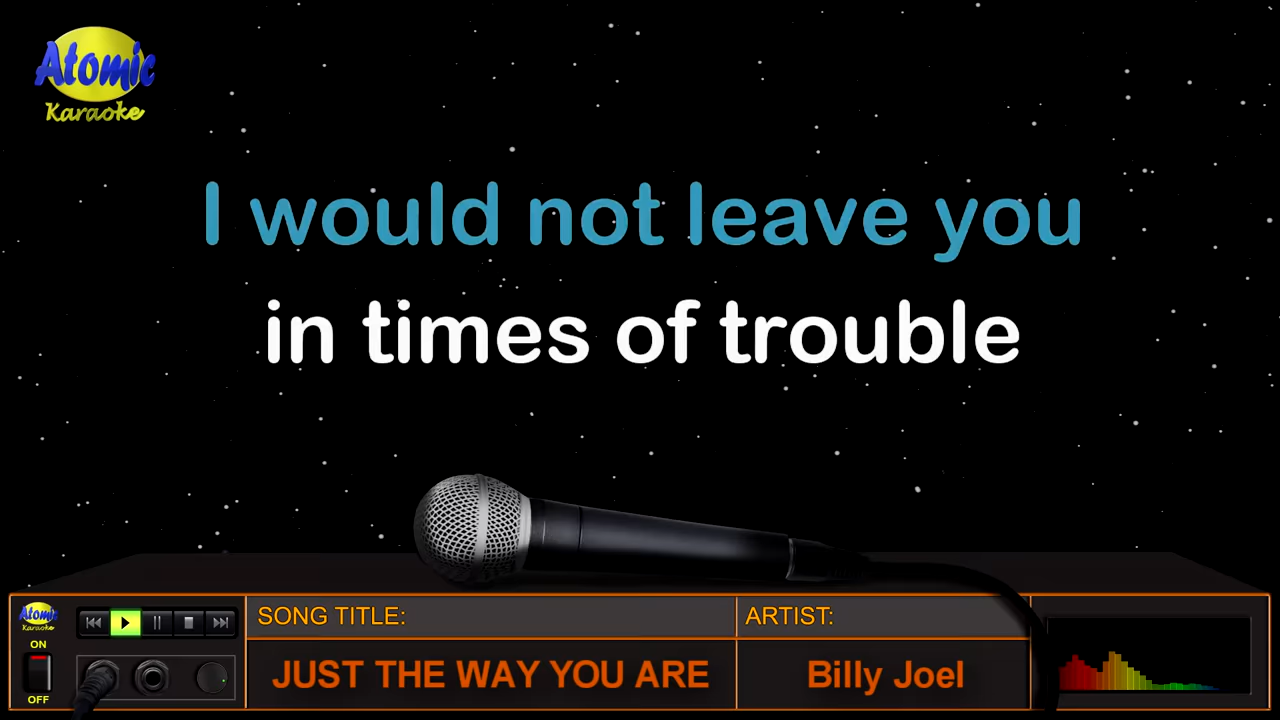 Atomic
Karaoke
I would not leave you
in times of trouble
Atomic
Karaoke
ON
OFF
SONG TITLE:
JUST THE WAY YOU ARE
ARTIST:
Billy Joel